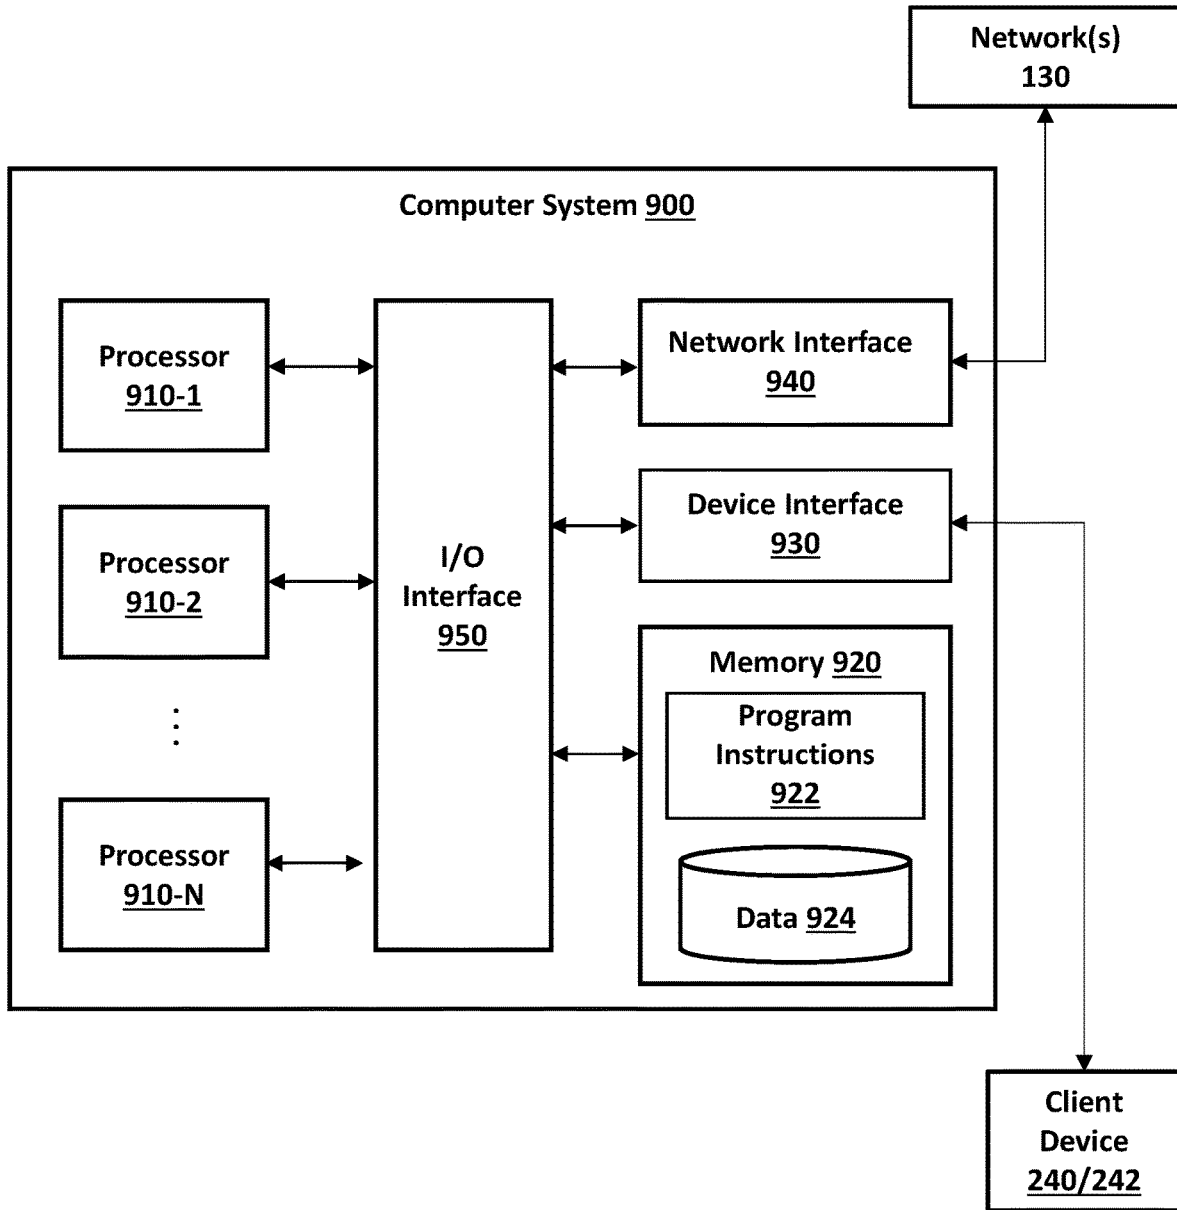 Network(s)
130
Computer System 900
Processor
910-1
Processor
910-2
⋮
Processor
910-N
I/O
Interface
950
Network Interface
940
Device Interface
930
Memory 920
Program
Instructions
922
Data 924
Client
Device
240/242